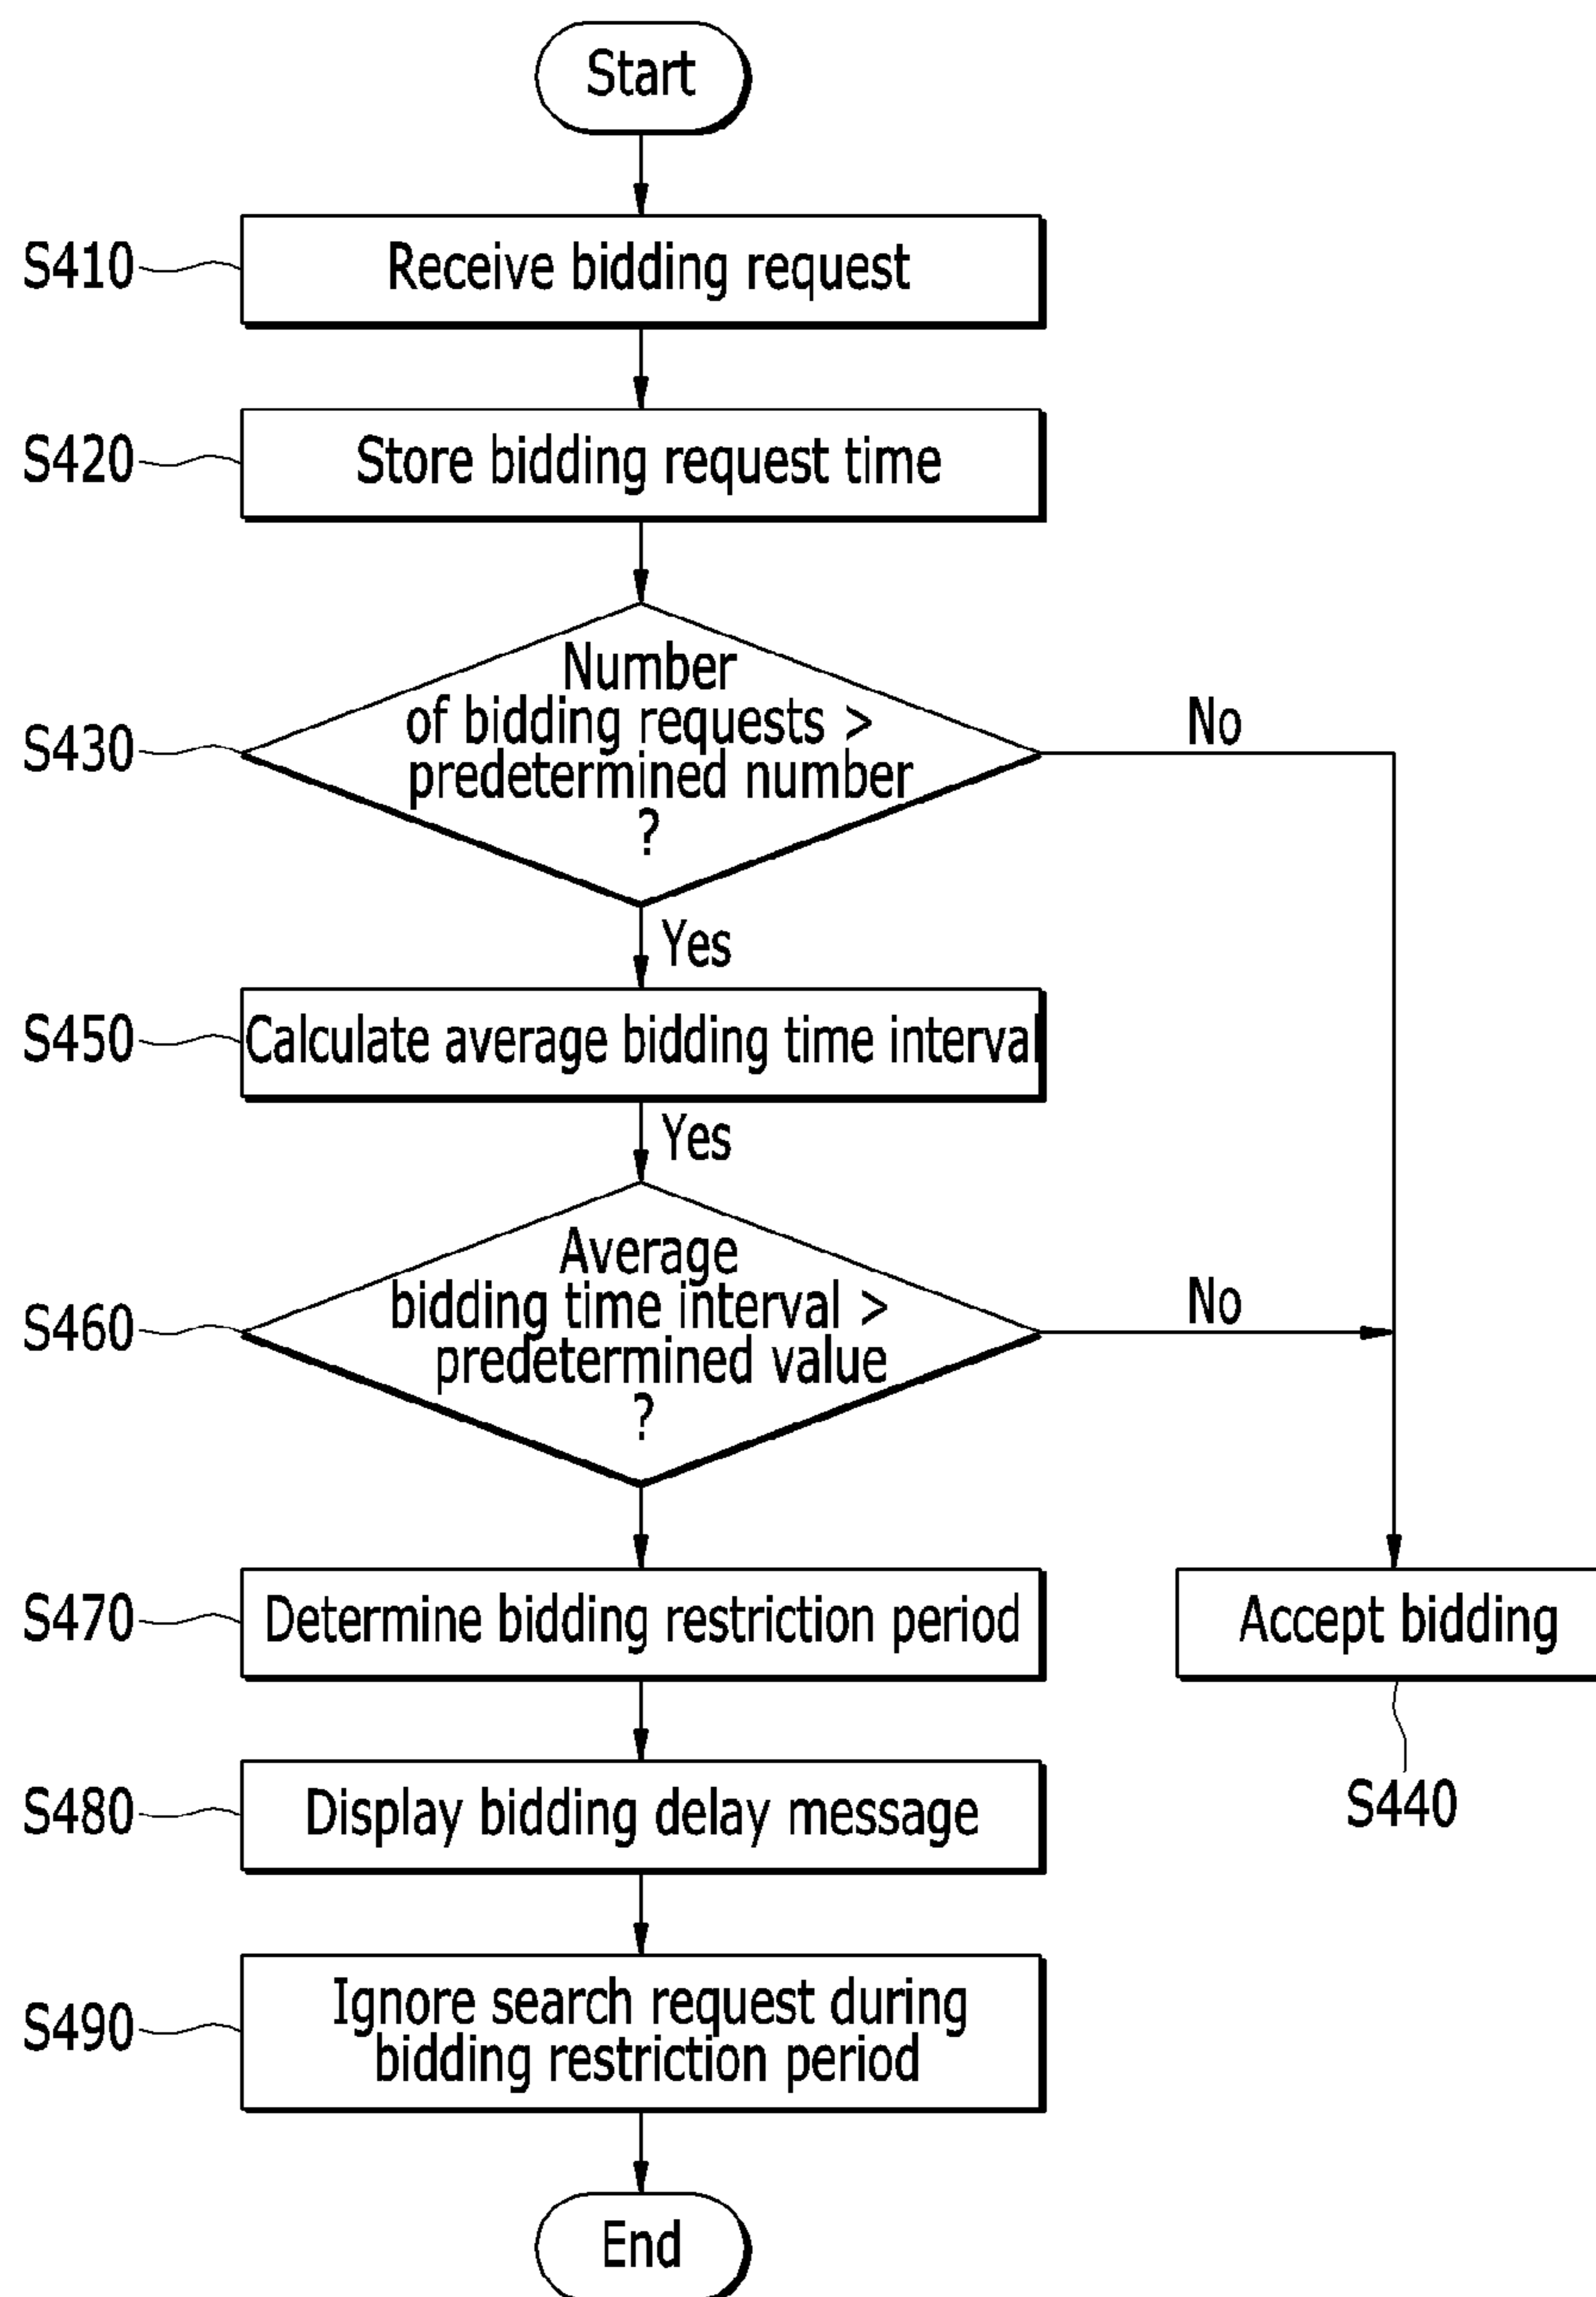 Start
S410
Receive bidding request
S420
Store bidding request time
S430
Number
of bidding requests >
predetermined number
?
No
Yes
S450
Calculate average bidding time interval
Yes
S460
Average
bidding time interval >
predetermined value
?
No
S470
Determine bidding restriction period
Accept bidding
S480
Display bidding delay message
S440
S490
Ignore search request during
bidding restriction period
End